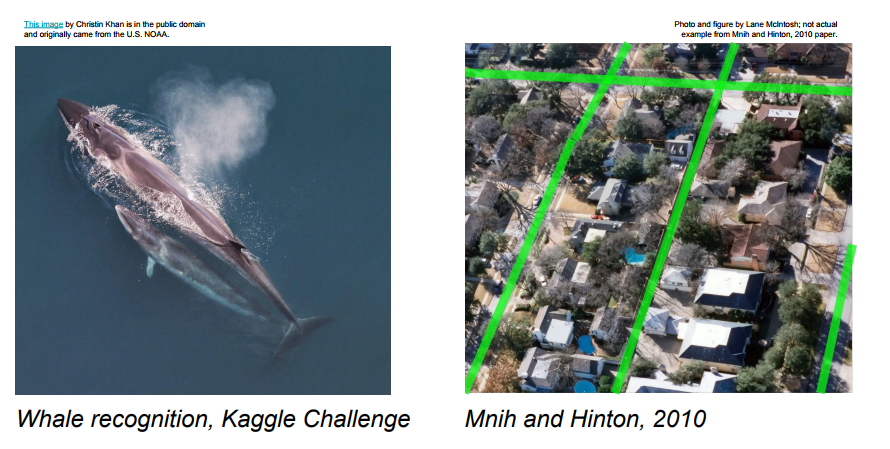 This image by Christin Khan is in the public domain
and originally came from the U.S. NOAA.
Photo and figure by Lane McIntosh; not actual
example from Mnih and Hinton, 2010 paper.
Whale recognition, Kaggle Challenge
Mnih and Hinton, 2010